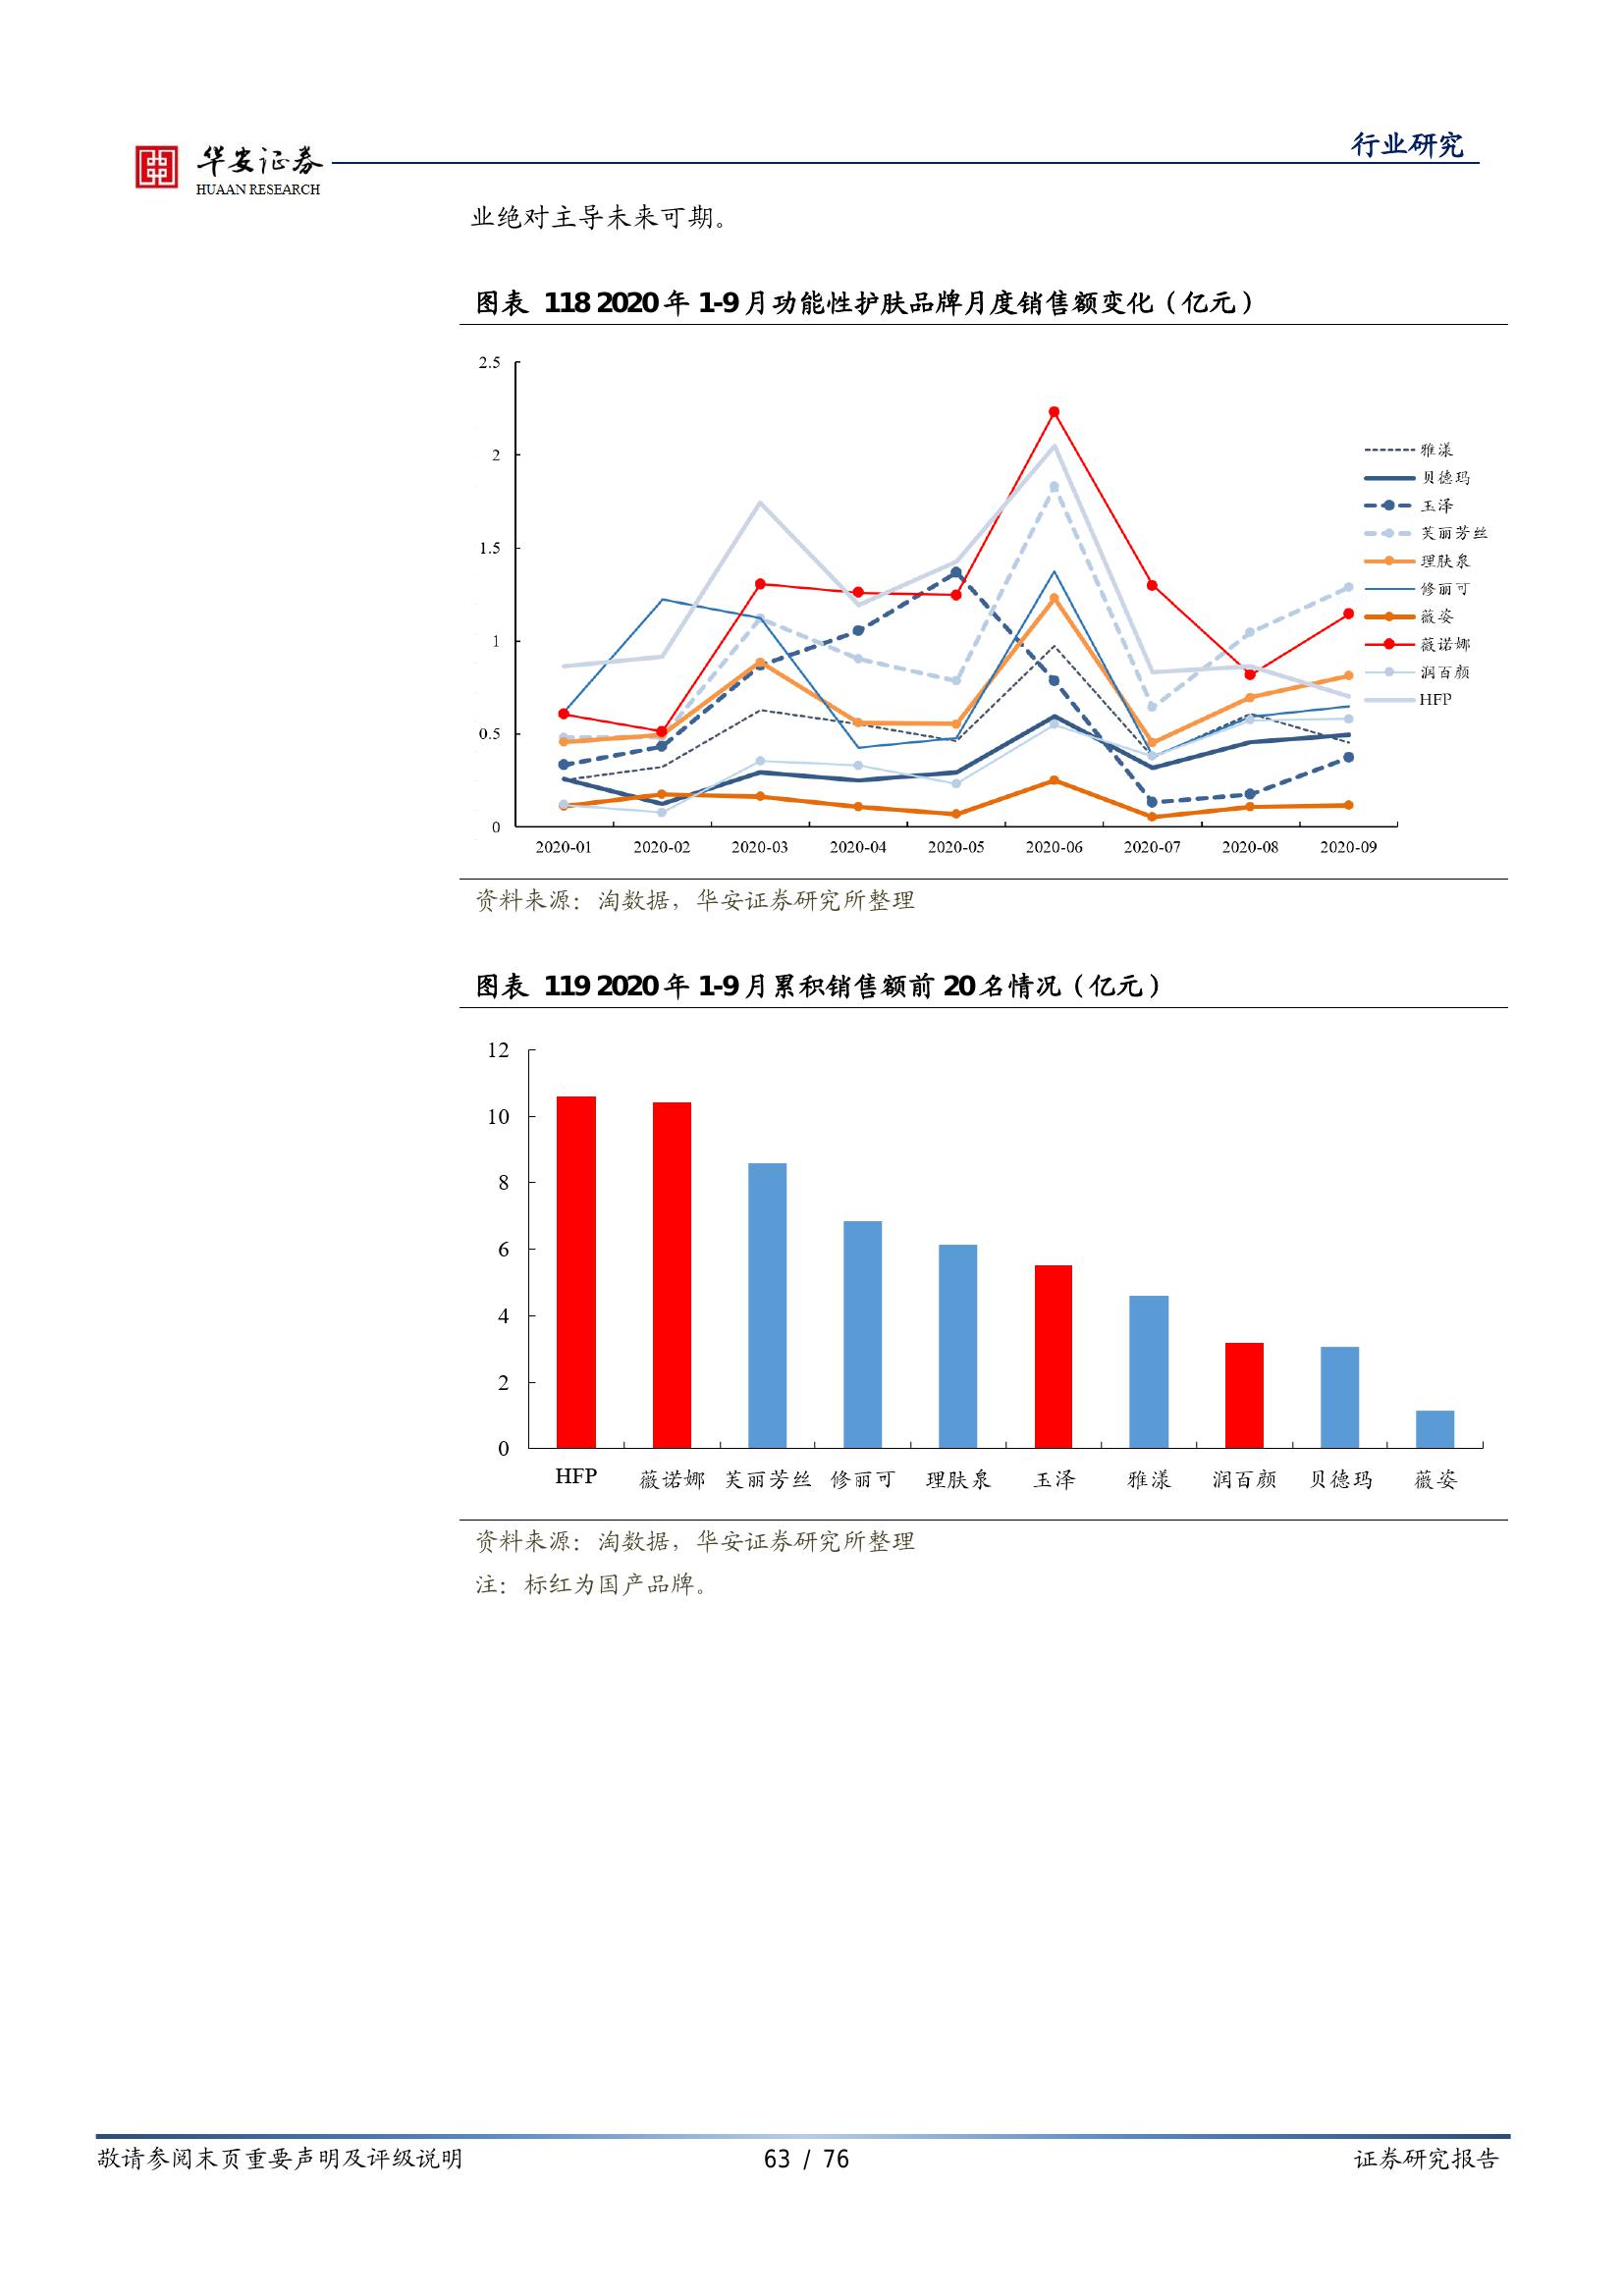 华安证券
HUAAN RESEARCH
行业研究
业绝对主导未来可期。
图表 118 2020 年 1-9 月功能性护肤品牌月度销售额变化（亿元）
2.5
2
1.5
1
0.5
0
2020-01 2020-02 2020-03 2020-04 2020-05 2020-06 2020-07 2020-08 2020-09
雅漾
贝德玛
玉泽
芙丽芳丝
理肤泉
修丽可
薇姿
薇诺娜
润百颜
HFP
资料来源：淘数据，华安证券研究所整理
图表 119 2020 年 1-9 月累积销售额前 20 名情况（亿元）
12
10
8
6
4
2
0
HFP 薇诺娜 芙丽芳丝 修丽可 理肤泉 玉泽 雅漾 润百颜 贝德玛 薇姿
资料来源：淘数据，华安证券研究所整理
注：标红为国产品牌。
敬请参阅末页重要声明及评级说明 63 / 76 证券研究报告